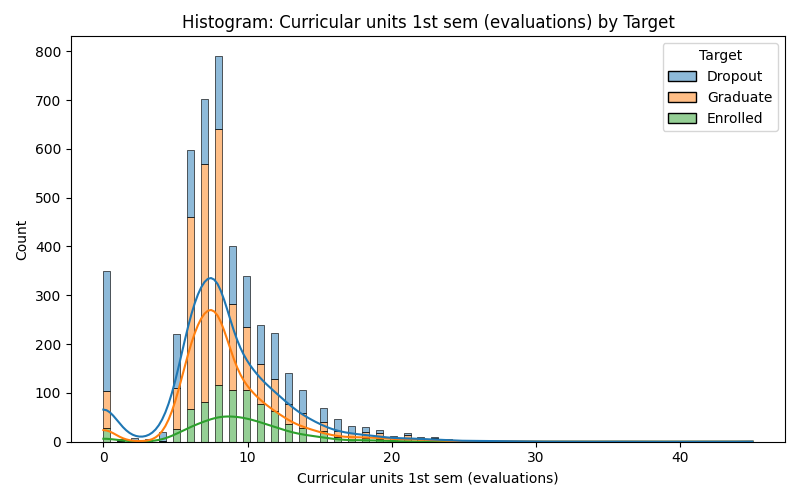 Histogram: Curricular units 1st sem (evaluations) by Target
Target
Dropout
Graduate
Enrolled
Count
800
700
600
500
400
300
200
100
0
0 10 20 30 40
Curricular units 1st sem (evaluations)